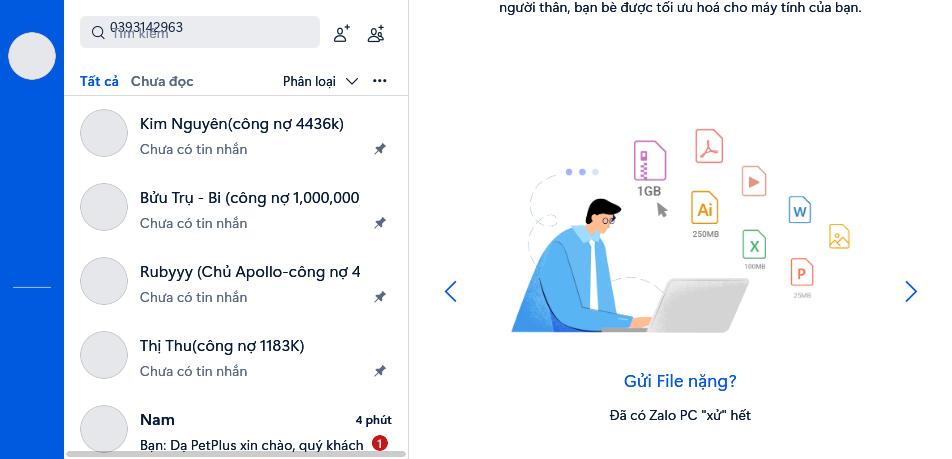 0393142963
Tìm kiếm
Tất cả Chưa đọc Phân loại
Kim Nguyên(công nợ 4436k)
Chưa có tin nhắn
Bửu Trụ - Bi (công nợ 1,000,000
Chưa có tin nhắn
Rubyyy (Chủ Apollo-công nợ 4
Chưa có tin nhắn
Thị Thu(công nợ 1183K)
Chưa có tin nhắn
Nam 4 phút
Bạn: Dạ PetPlus xin chào, quý khách 1
người thân, bạn bè được tối ưu hoá cho máy tính của bạn.
1GB
Ai
250MB
W
X
100MB
P
25MB
Gửi File nặng?
Đã có Zalo PC "xử" hết